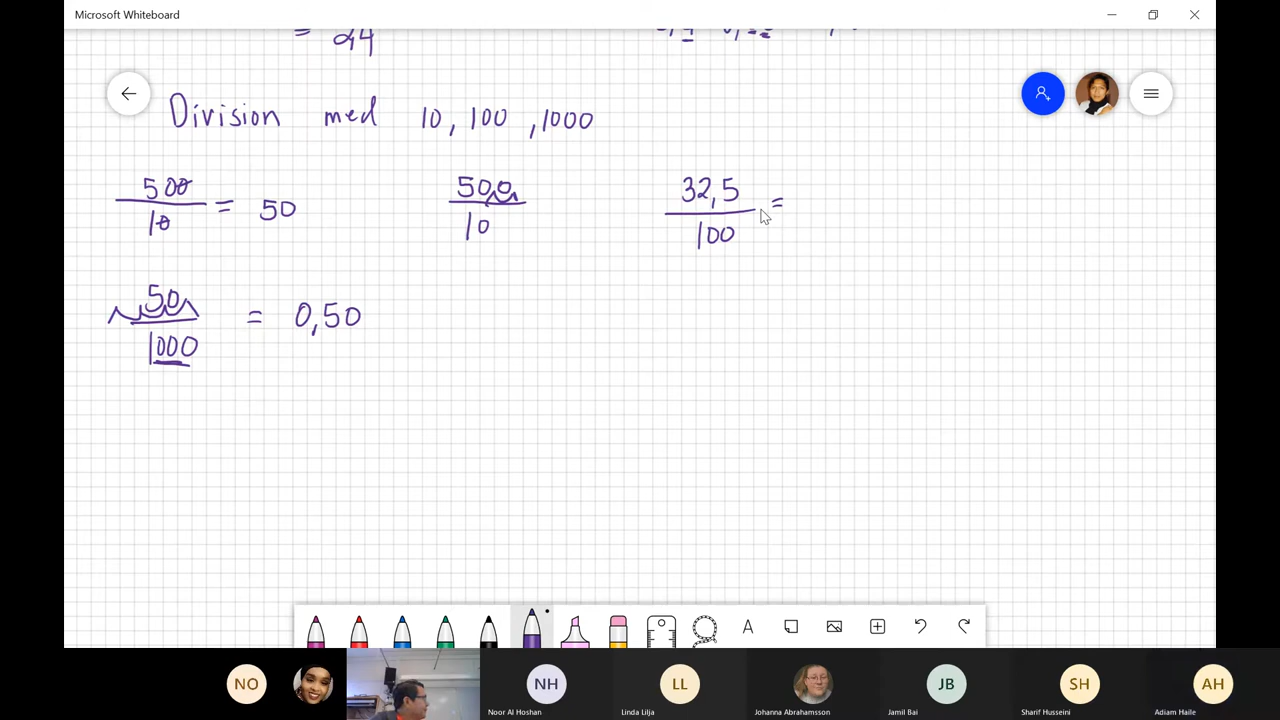 Microsoft Whiteboard
= 2,4
Division med 10, 100, 1000
500/10 = 50
500/10
32,5/100 =
50/1000 = 0,50
A
NO
NH
LL
JB
SH
AH
Noor Al Hoshan
Linda Lilja
Johanna Abrahamsson
Jamil Bai
Sharif Husseini
Adiam Haile